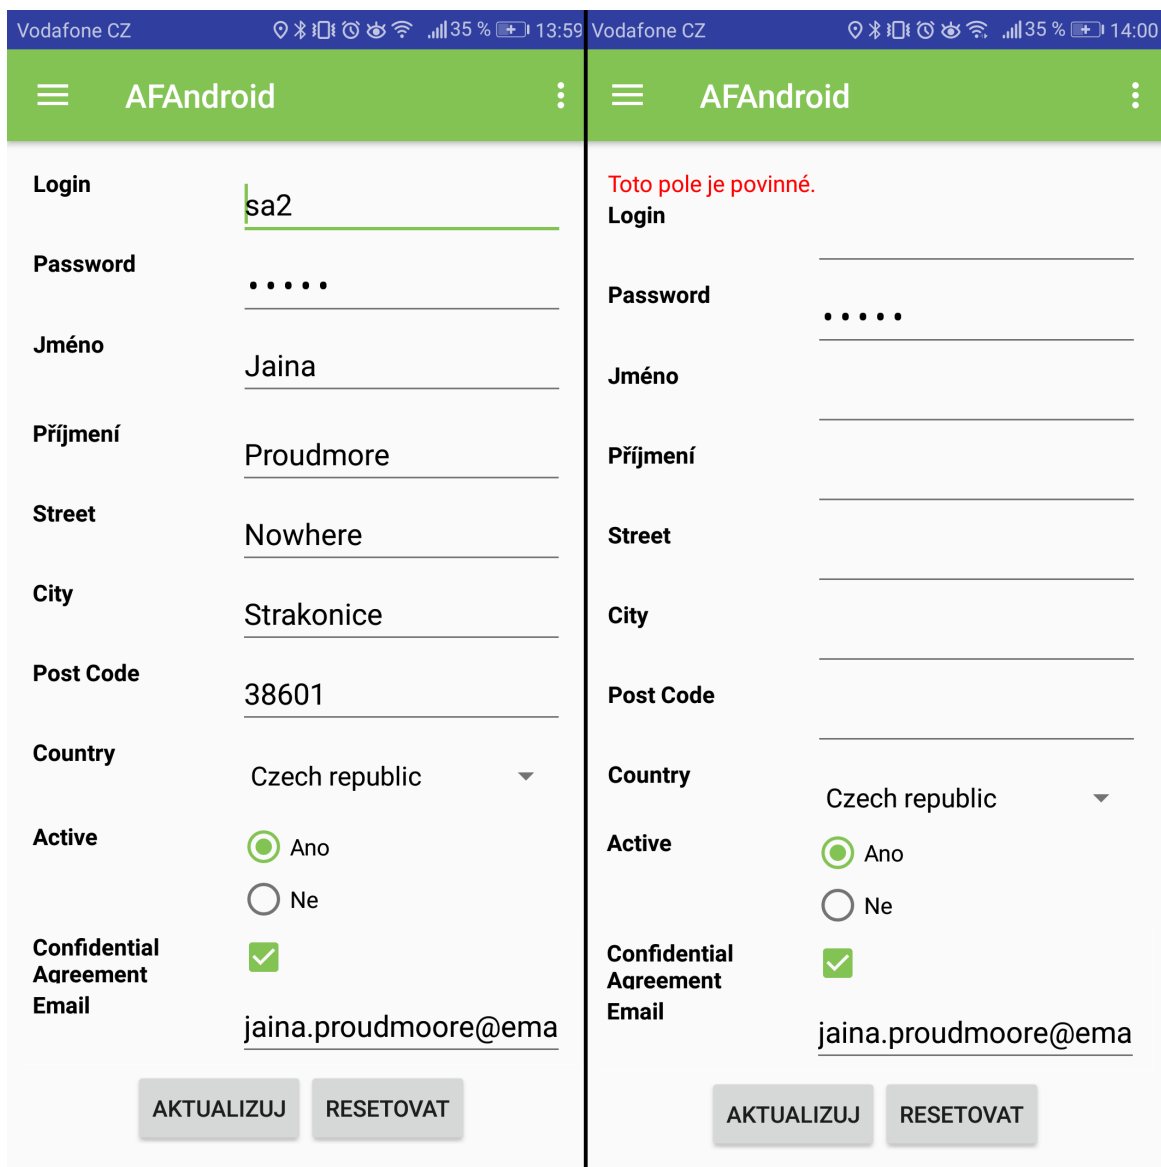 Vodafone CZ 35 % 13:59
AFAndroid
Login
sa2
Password
•••••
Jméno
Jaina
Příjmení
Proudmore
Street
Nowhere
City
Strakonice
Post Code
38601
Country
Czech republic
Active
Ano
Ne
Confidential
Agreement
Email
jaina.proudmoore@ema
AKTUALIZUJ RESETOVAT
Vodafone CZ 35 % 14:00
AFAndroid
Toto pole je povinné.
Login
Password
•••••
Jméno
Příjmení
Street
City
Post Code
Country
Czech republic
Active
Ano
Ne
Confidential
Agreement
Email
jaina.proudmoore@ema
AKTUALIZUJ RESETOVAT